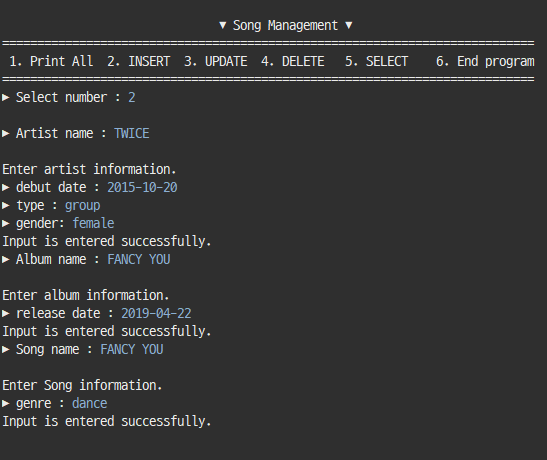 ▼ Song Management ▼
============================================================================
1. Print All  2. INSERT  3. UPDATE  4. DELETE   5. SELECT    6. End program
============================================================================
► Select number : 2
► Artist name : TWICE
Enter artist information.
► debut date : 2015-10-20
► type : group
► gender: female
Input is entered successfully.
► Album name : FANCY YOU
Enter album information.
► release date : 2019-04-22
Input is entered successfully.
► Song name : FANCY YOU
Enter Song information.
► genre : dance
Input is entered successfully.